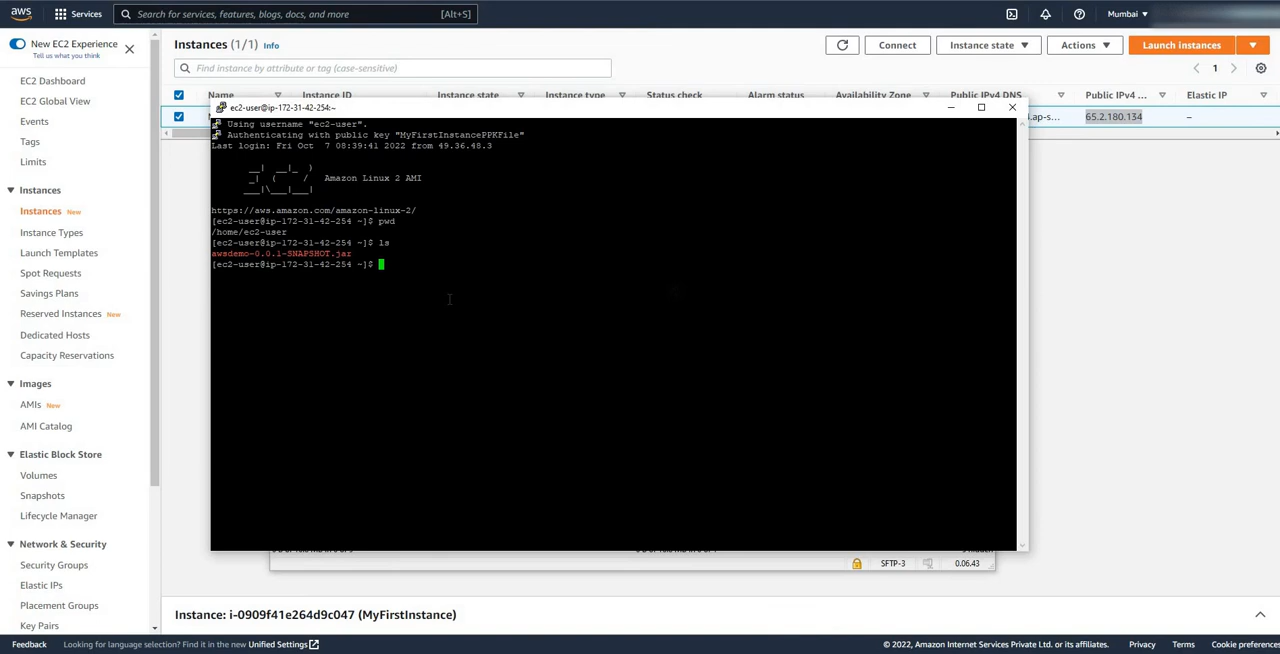 aws
Services
Search for services, features, blogs, docs, and more
[Alt+S]
Mumbai
New EC2 Experience
Tell us what you think
EC2 Dashboard
EC2 Global View
Events
Tags
Limits
Instances
Instances New
Instance Types
Launch Templates
Spot Requests
Savings Plans
Reserved Instances New
Dedicated Hosts
Capacity Reservations
Images
AMIs New
AMI Catalog
Elastic Block Store
Volumes
Snapshots
Lifecycle Manager
Network & Security
Security Groups
Elastic IPs
Placement Groups
Key Pairs
Instances (1/1) Info
Connect
Instance state
Actions
Launch instances
Find instance by attribute or tag (case-sensitive)
1
Name
Instance ID
Instance state
Instance type
Status check
Alarm status
Availability Zone
Public IPv4 DNS
Public IPv4 ...
Elastic IP
.ap-s...
65.2.180.134
–
ec2-user@ip-172-31-42-254:~
Using username "ec2-user".
Authenticating with public key "MyFirstInstancePPKFile"
Last login: Fri Oct  7 08:39:41 2022 from 49.36.48.3
__|  __|_  )
_|  (     /   Amazon Linux 2 AMI
___|\___|___|
https://aws.amazon.com/amazon-linux-2/
[ec2-user@ip-172-31-42-254 ~]$ pwd
/home/ec2-user
[ec2-user@ip-172-31-42-254 ~]$ ls
awsdemo-0.0.1-SNAPSHOT.jar
[ec2-user@ip-172-31-42-254 ~]$
SFTP-3
0.06.43
Instance: i-0909f41e264d9c047 (MyFirstInstance)
Feedback
Looking for language selection? Find it in the new Unified Settings
© 2022, Amazon Internet Services Private Ltd. or its affiliates.
Privacy
Terms
Cookie preferences